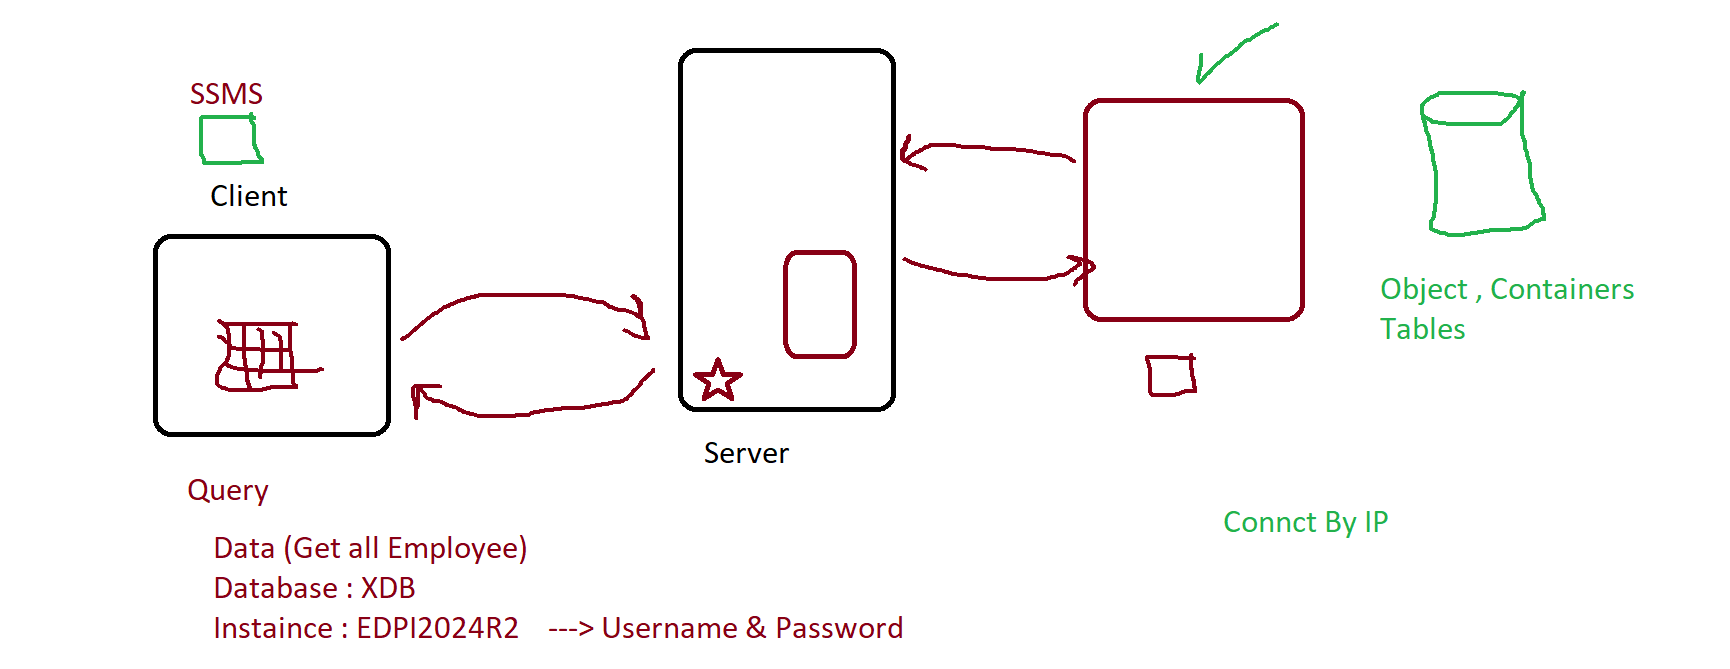 SSMS
Client
Server
Object , Containers
Tables
Query
Connct By IP
Data (Get all Employee)
Database : XDB
Instaince : EDPI2024R2 ---> Username & Password